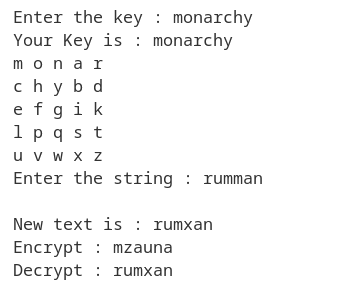 Enter the key : monarchy
Your Key is : monarchy
m o n a r
c h y b d
e f g i k
l p q s t
u v w x z
Enter the string : rumman
New text is : rumxan
Encrypt : mzauna
Decrypt : rumxan